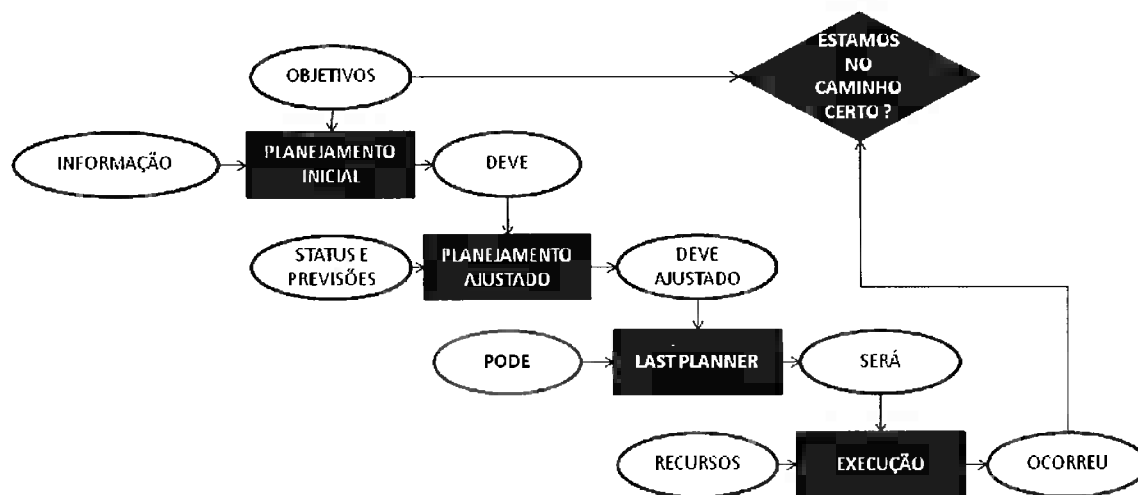 ESTAMOS
NO
CAMINHO
CERTO ?
OBJETIVOS
INFORMAÇÃO
PLANEJAMENTO
INICIAL
DEVE
STATUS E
PREVISÕES
PLANEJAMENTO
AJUSTADO
DEVE
AJUSTADO
PODE
LAST PLANNER
SERÁ
RECURSOS
EXECUÇÃO
OCORREU